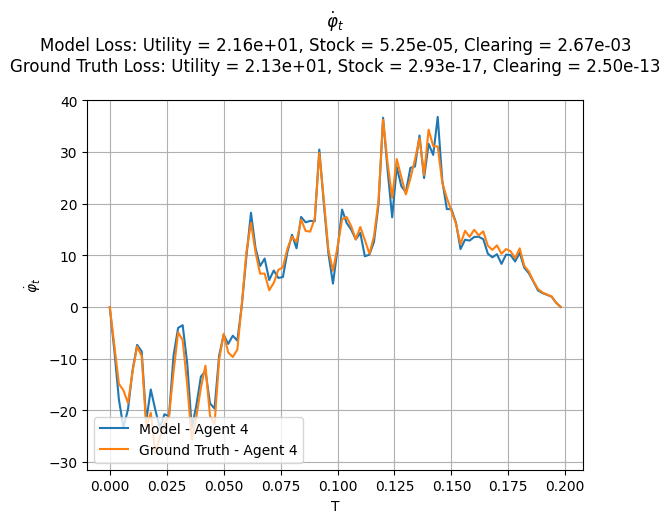 φ̇ₜ
Model Loss: Utility = 2.16e+01, Stock = 5.25e-05, Clearing = 2.67e-03
Ground Truth Loss: Utility = 2.13e+01, Stock = 2.93e-17, Clearing = 2.50e-13
40
30
20
10
0
−10
−20
−30
φ̇ₜ
Model - Agent 4
Ground Truth - Agent 4
0.000 0.025 0.050 0.075 0.100 0.125 0.150 0.175 0.200
T